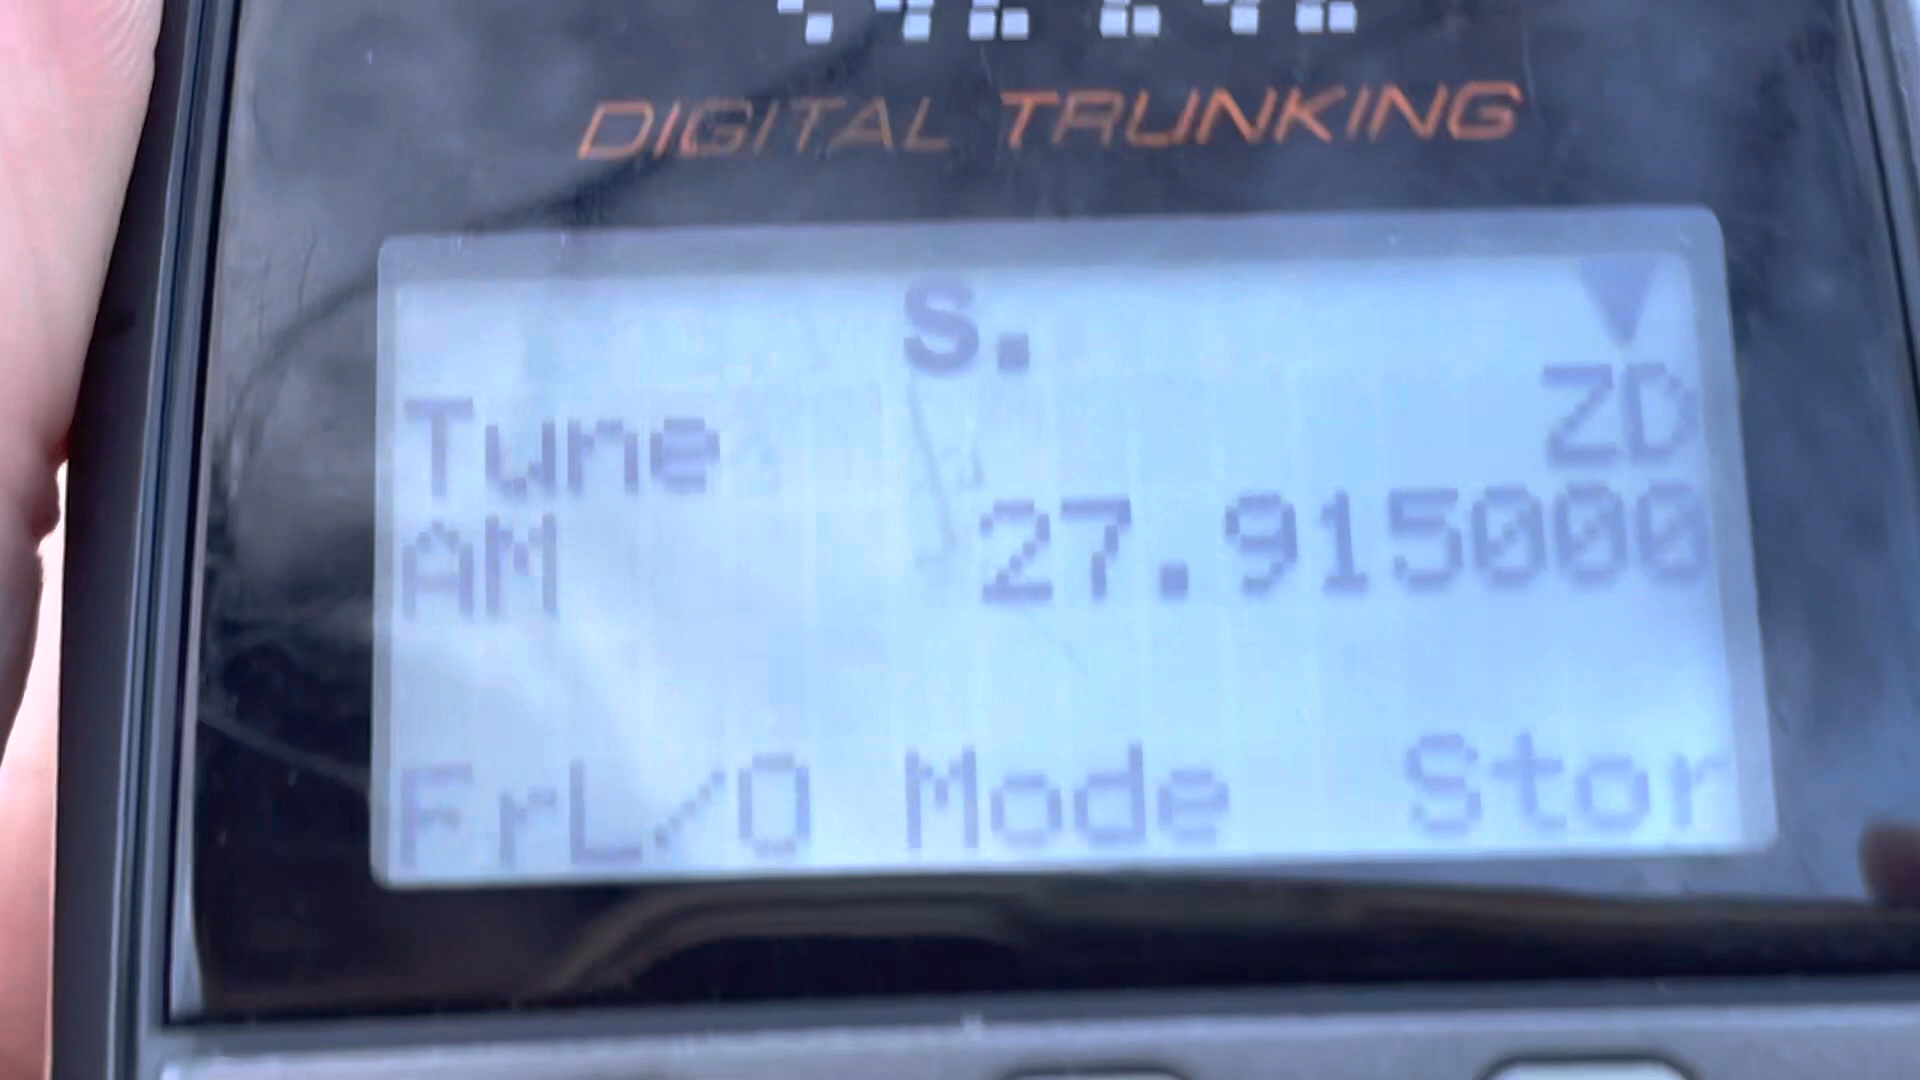 DIGITAL TRUNKING
S.
Tune ZD
AM 27.915000
FrL/O Mode Stor